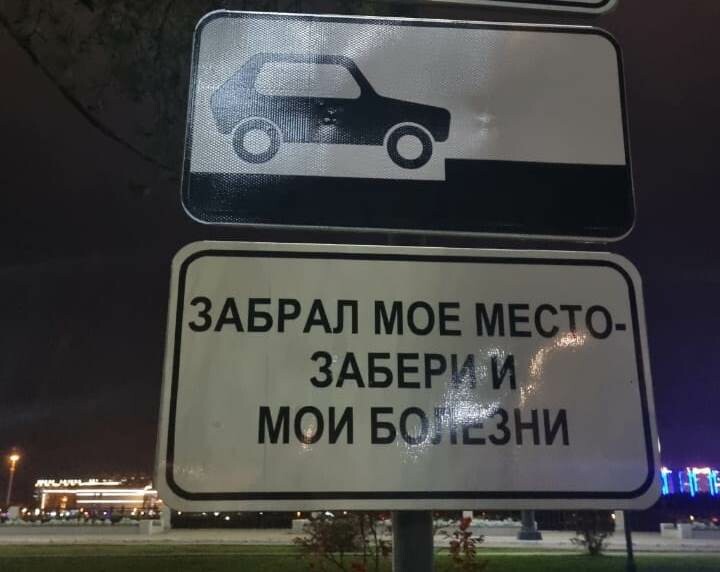 ЗАБРАЛ МОЕ МЕСТО-
ЗАБЕРИ И
МОИ БОЛЕЗНИ